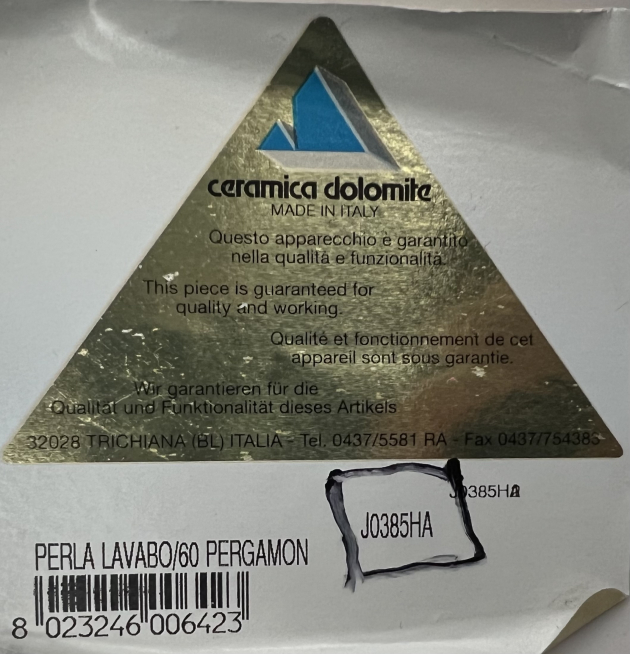 ceramica dolomite
MADE IN ITALY
Questo apparecchio è garantito
nella qualità e funzionalità.
This piece is guaranteed for
quality and working.
Qualité et fonctionnement de cet
appareil sont sous garantie.
Wir garantieren für die
Qualität und Funktionalität dieses Artikels
32028 TRICHIANA (BL) ITALIA - Tel. 0437/5581 RA - Fax 0437/754383
J0385HA
J0385HA
PERLA LAVABO/60 PERGAMON
8 023246 006423